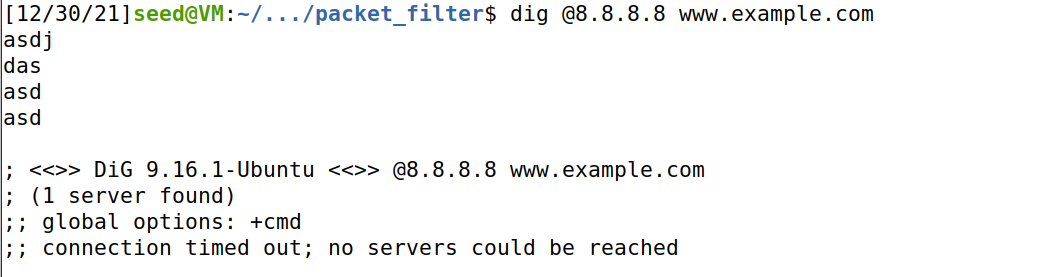 [12/30/21]seed@VM:~/.../packet_filter$ dig @8.8.8.8 www.example.com
asdj
das
asd
asd
; <<>> DiG 9.16.1-Ubuntu <<>> @8.8.8.8 www.example.com
; (1 server found)
;; global options: +cmd
;; connection timed out; no servers could be reached